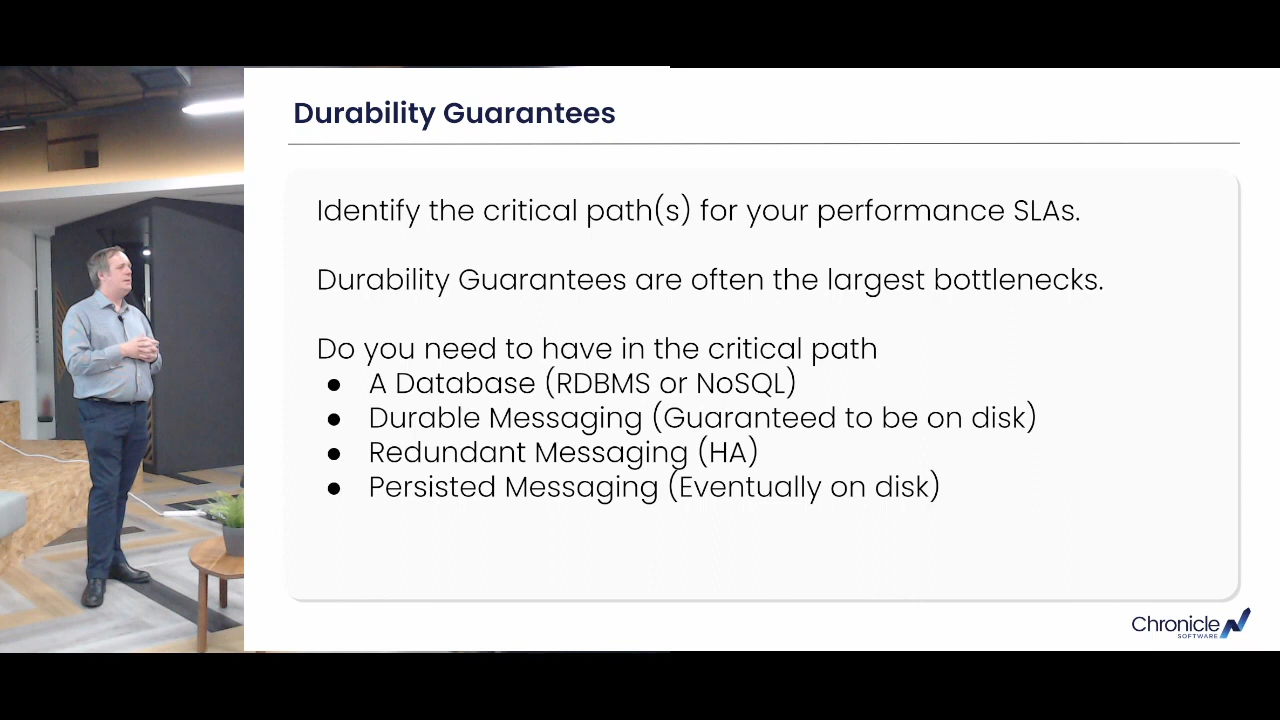 Durability Guarantees
Identify the critical path(s) for your performance SLAs.
Durability Guarantees are often the largest bottlenecks.
Do you need to have in the critical path
● A Database (RDBMS or NoSQL)
● Durable Messaging (Guaranteed to be on disk)
● Redundant Messaging (HA)
● Persisted Messaging (Eventually on disk)
Chronicle
SOFTWARE